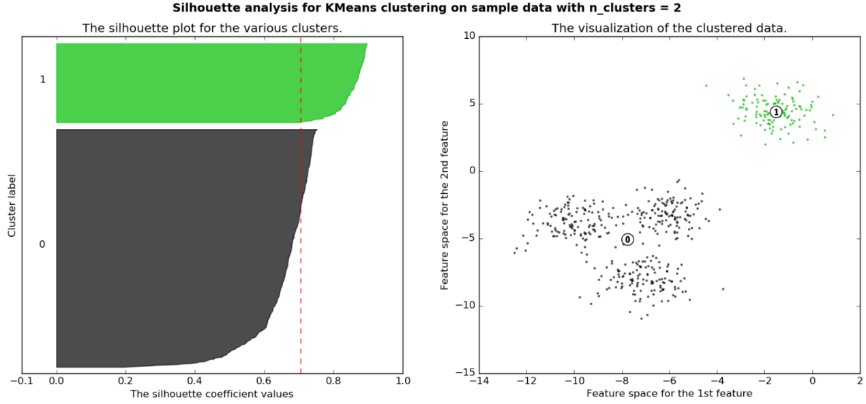 Silhouette analysis for KMeans clustering on sample data with n_clusters = 2
The silhouette plot for the various clusters.
Cluster label
1
0
−0.1 0.0 0.2 0.4 0.6 0.8 1.0
The silhouette coefficient values
The visualization of the clustered data.
Feature space for the 2nd feature
10
5
0
−5
−10
−15
1
0
−14 −12 −10 −8 −6 −4 −2 0 2
Feature space for the 1st feature